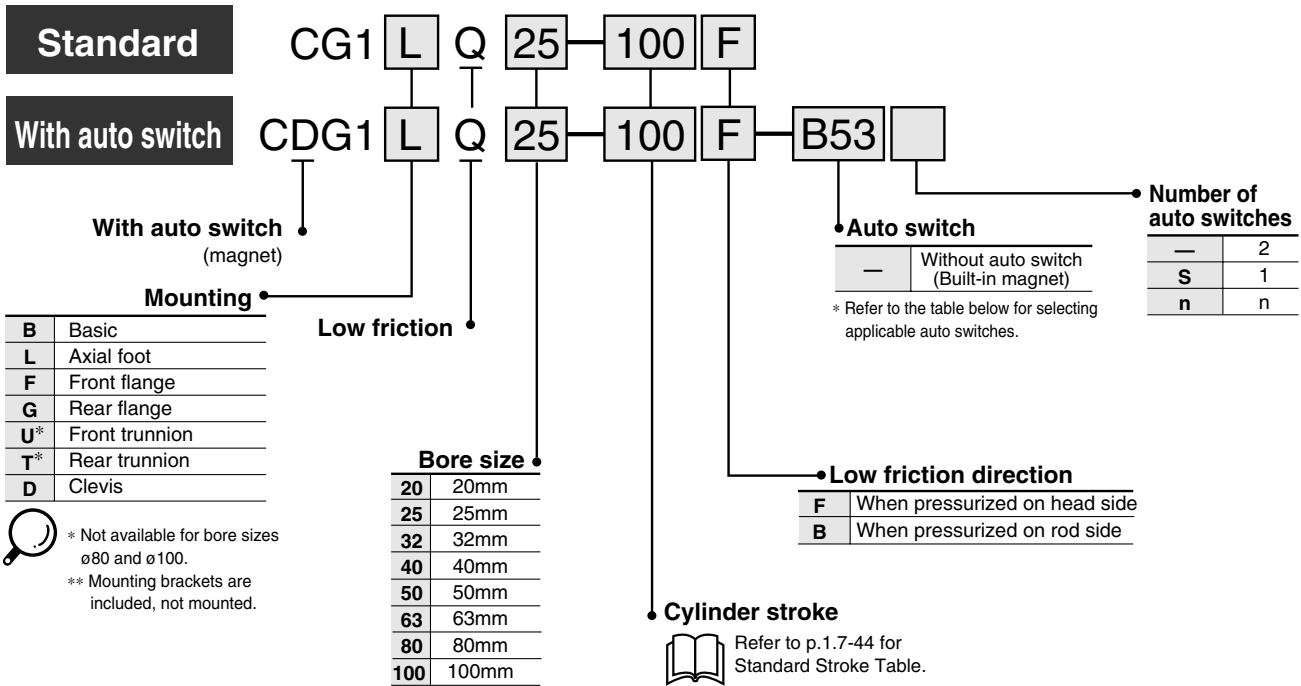 Standard CG1 L Q 25 — 100 F
With auto switch CDG1 L Q 25 — 100 F — B53
With auto switch
(magnet)
Mounting
B Basic
L Axial foot
F Front flange
G Rear flange
U* Front trunnion
T* Rear trunnion
D Clevis
* Not available for bore sizes
ø80 and ø100.
** Mounting brackets are
included, not mounted.
Low friction
Bore size
20 20mm
25 25mm
32 32mm
40 40mm
50 50mm
63 63mm
80 80mm
100 100mm
Cylinder stroke
Refer to p.1.7-44 for
Standard Stroke Table.
Low friction direction
F When pressurized on head side
B When pressurized on rod side
Auto switch
— Without auto switch
(Built-in magnet)
* Refer to the table below for selecting
applicable auto switches.
Number of
auto switches
— 2
S 1
n n